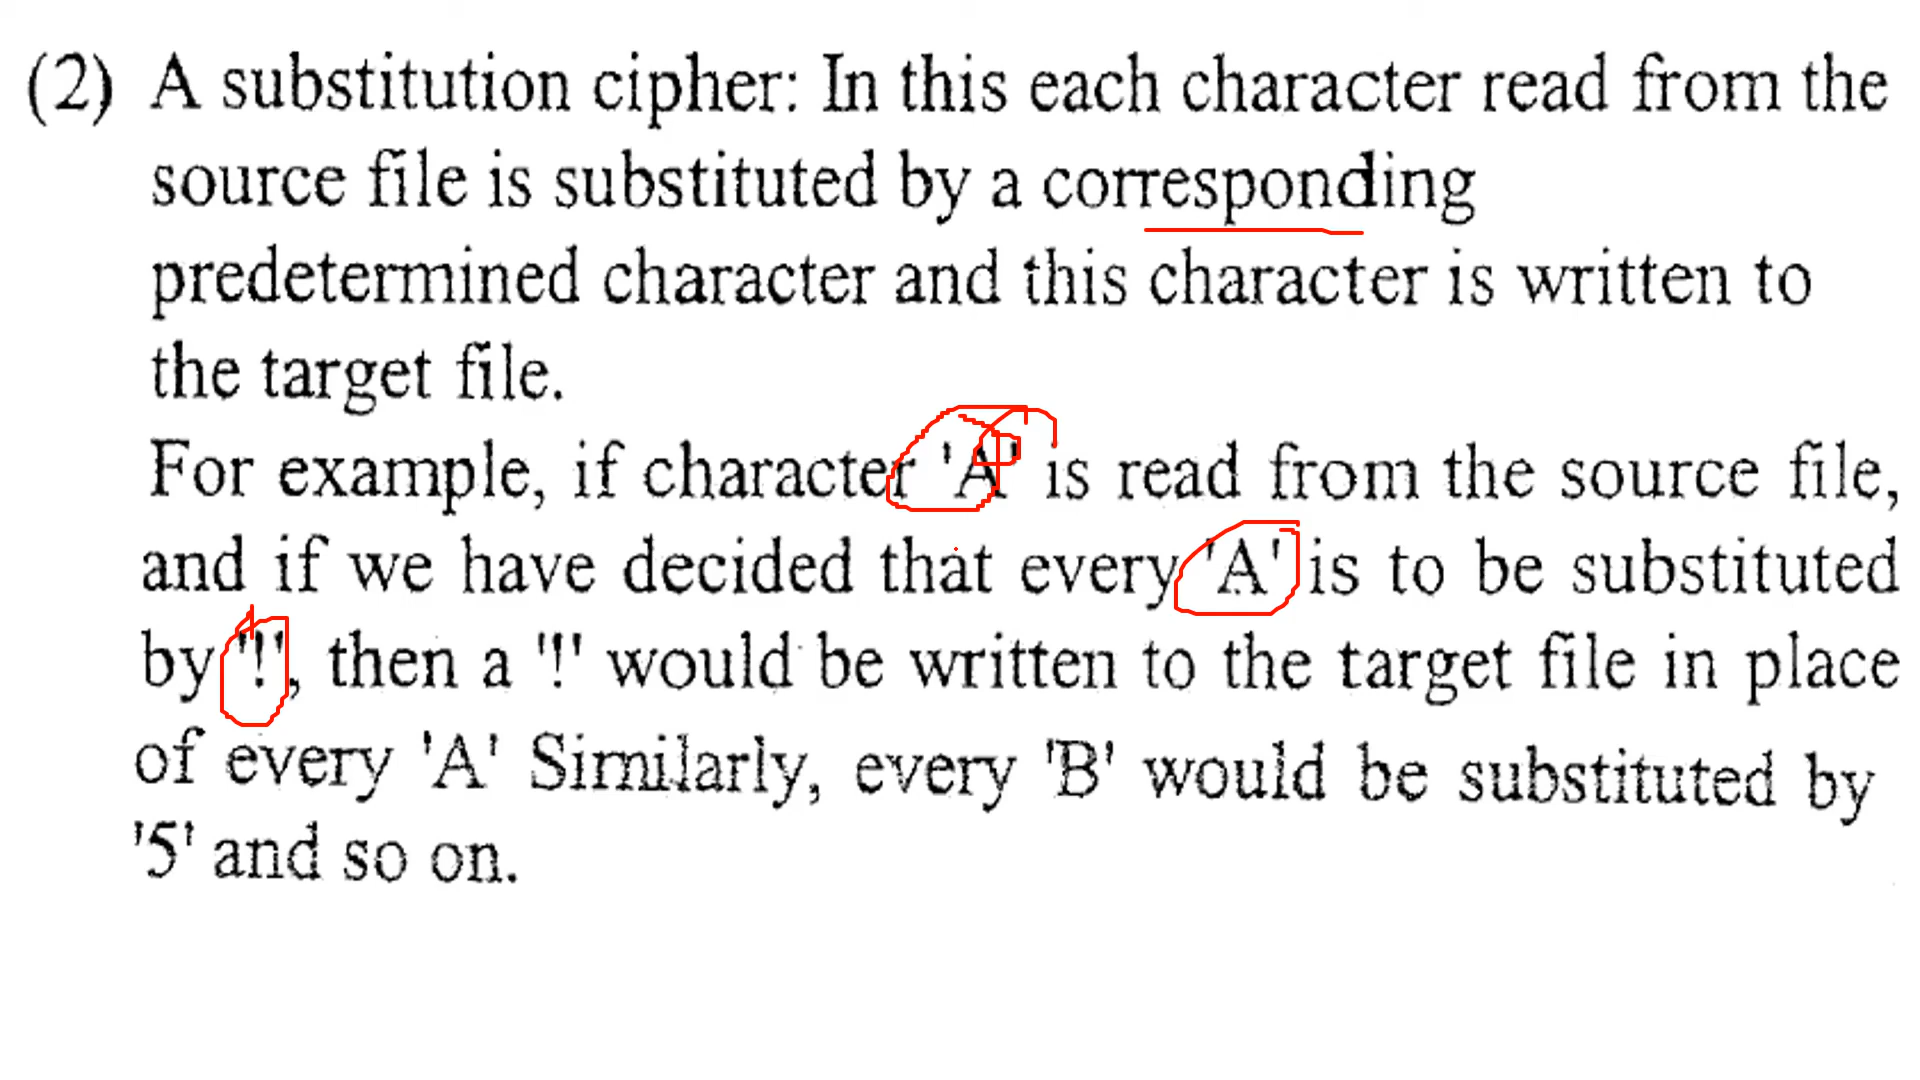 (2) A substitution cipher: In this each character read from the
source file is substituted by a corresponding
predetermined character and this character is written to
the target file.
For example, if character 'A' is read from the source file,
and if we have decided that every 'A' is to be substituted
by '!', then a '!' would be written to the target file in place
of every 'A' Similarly, every 'B' would be substituted by
'5' and so on.